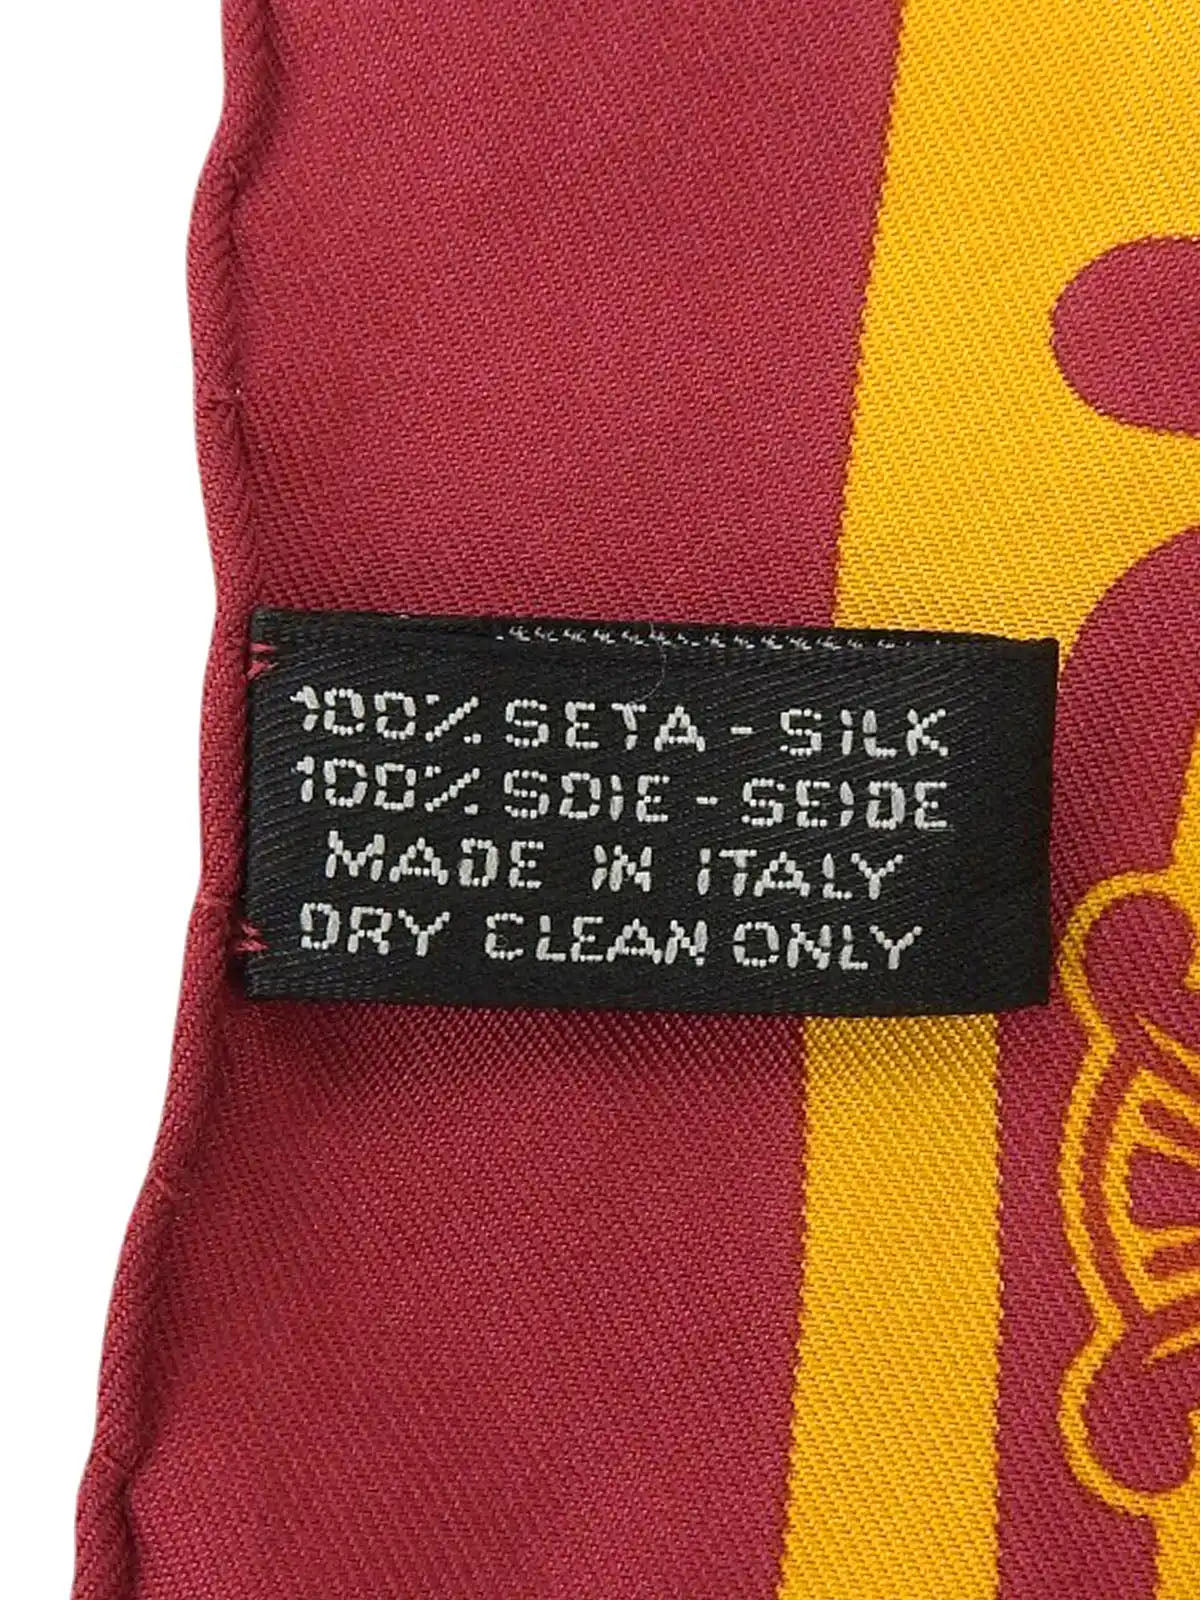 100% SETA - SILK
100% SOIE - SEIDE
MADE IN ITALY
DRY CLEAN ONLY